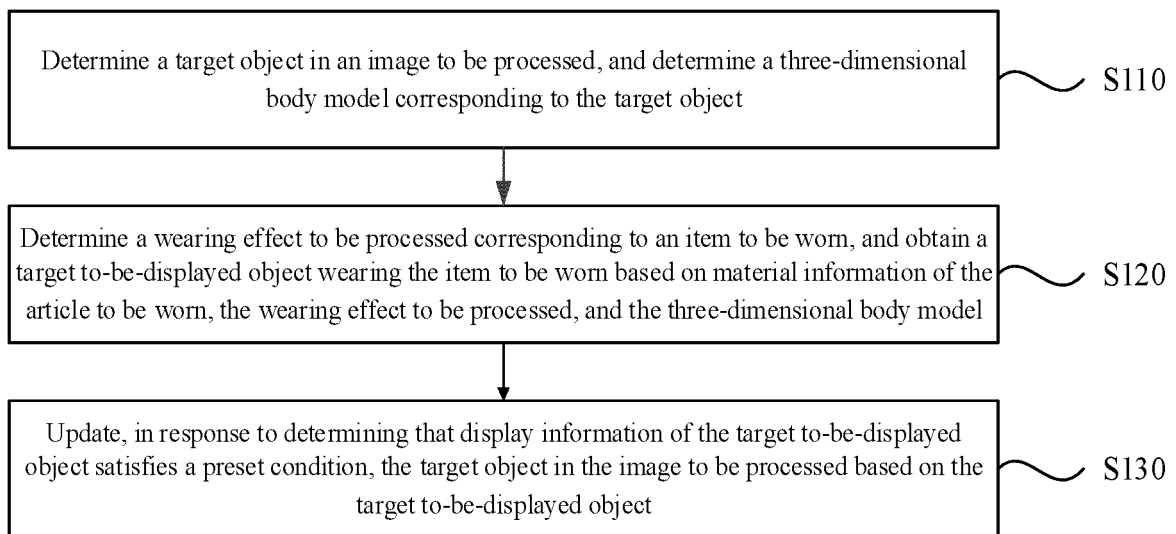 Determine a target object in an image to be processed, and determine a three-dimensional
body model corresponding to the target object
S110
Determine a wearing effect to be processed corresponding to an item to be worn, and obtain a
target to-be-displayed object wearing the item to be worn based on material information of the
article to be worn, the wearing effect to be processed, and the three-dimensional body model
S120
Update, in response to determining that display information of the target to-be-displayed
object satisfies a preset condition, the target object in the image to be processed based on the
target to-be-displayed object
S130